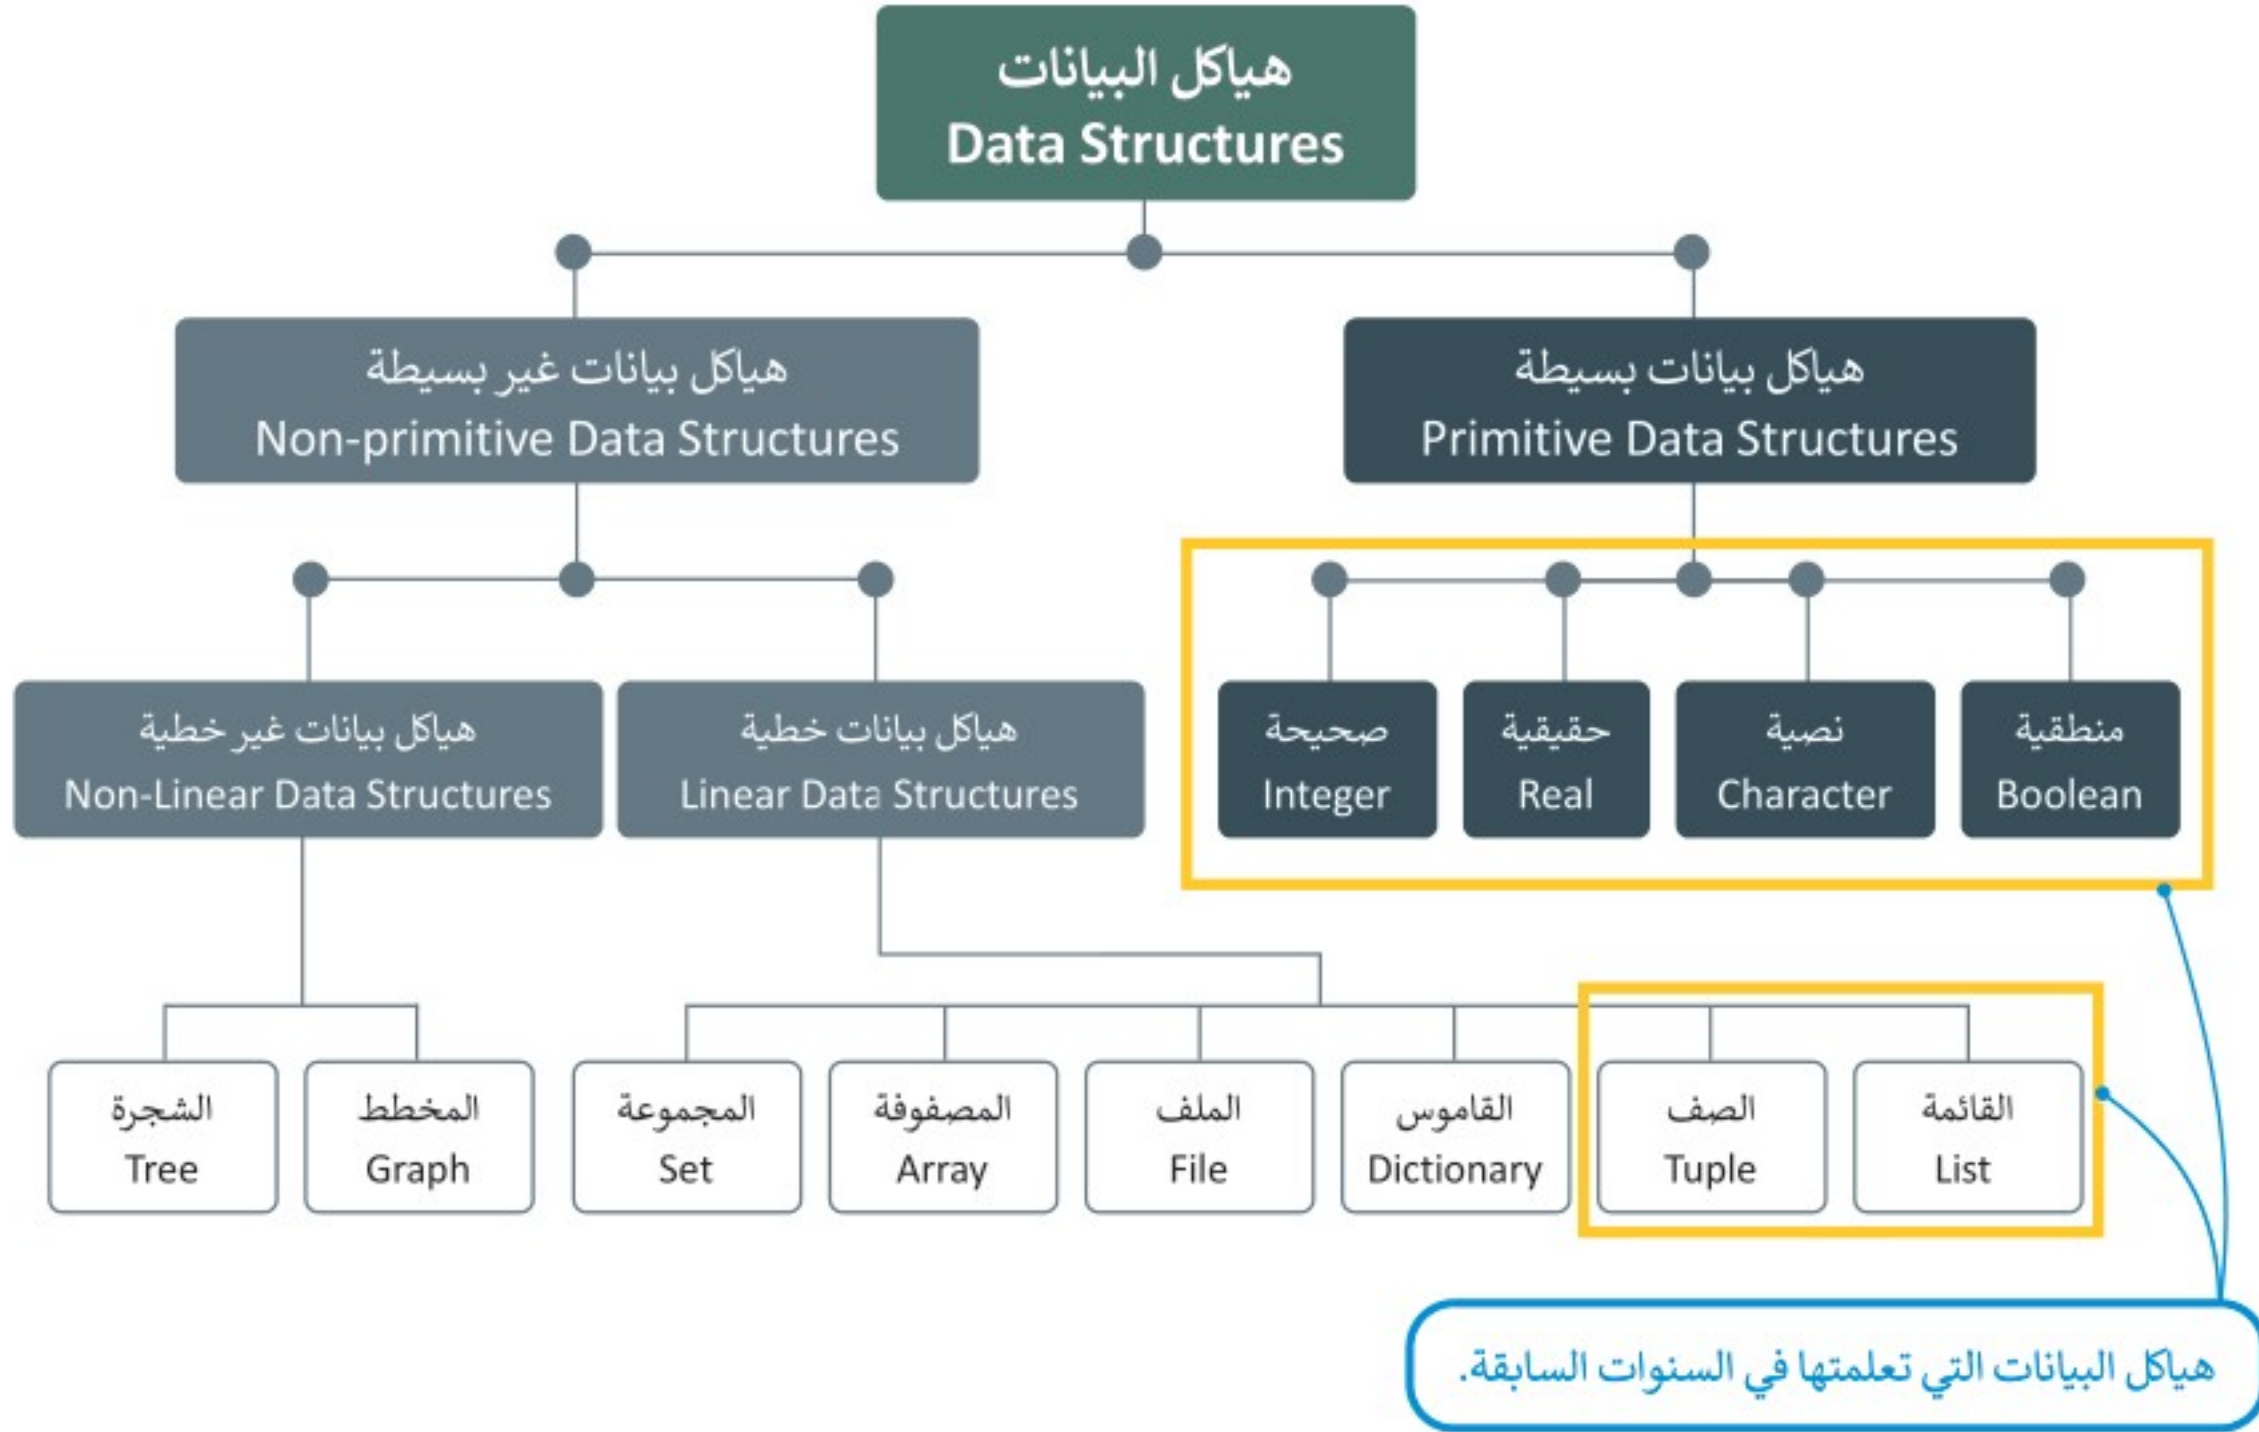 هياكل البيانات
Data Structures
هياكل بيانات بسيطة
Primitive Data Structures
هياكل بيانات غير بسيطة
Non-primitive Data Structures
منطقية
Boolean
نصية
Character
حقيقية
Real
صحيحة
Integer
هياكل بيانات خطية
Linear Data Structures
هياكل بيانات غير خطية
Non-Linear Data Structures
القائمة
List
الصف
Tuple
القاموس
Dictionary
الملف
File
المصفوفة
Array
المجموعة
Set
المخطط
Graph
الشجرة
Tree
هياكل البيانات التي تعلمتها في السنوات السابقة.